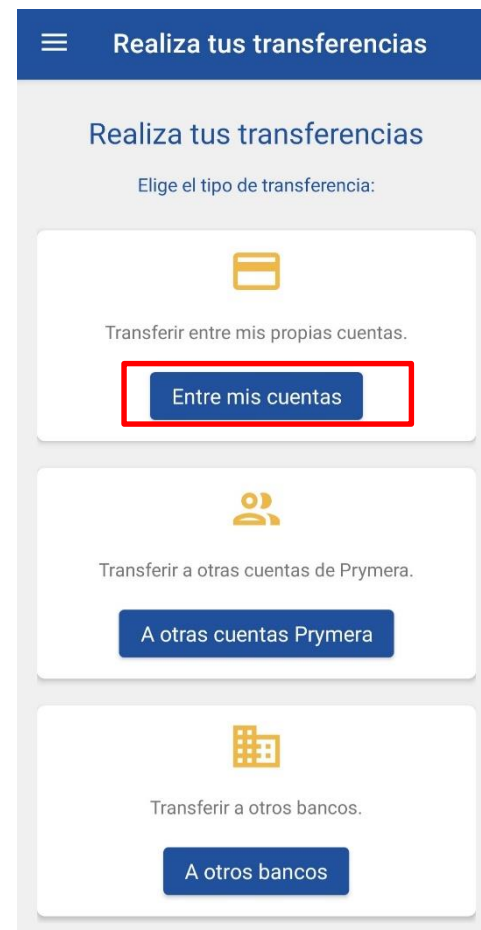 Realiza tus transferencias
Realiza tus transferencias
Elige el tipo de transferencia:
Transferir entre mis propias cuentas.
Entre mis cuentas
Transferir a otras cuentas de Prymera.
A otras cuentas Prymera
Transferir a otros bancos.
A otros bancos